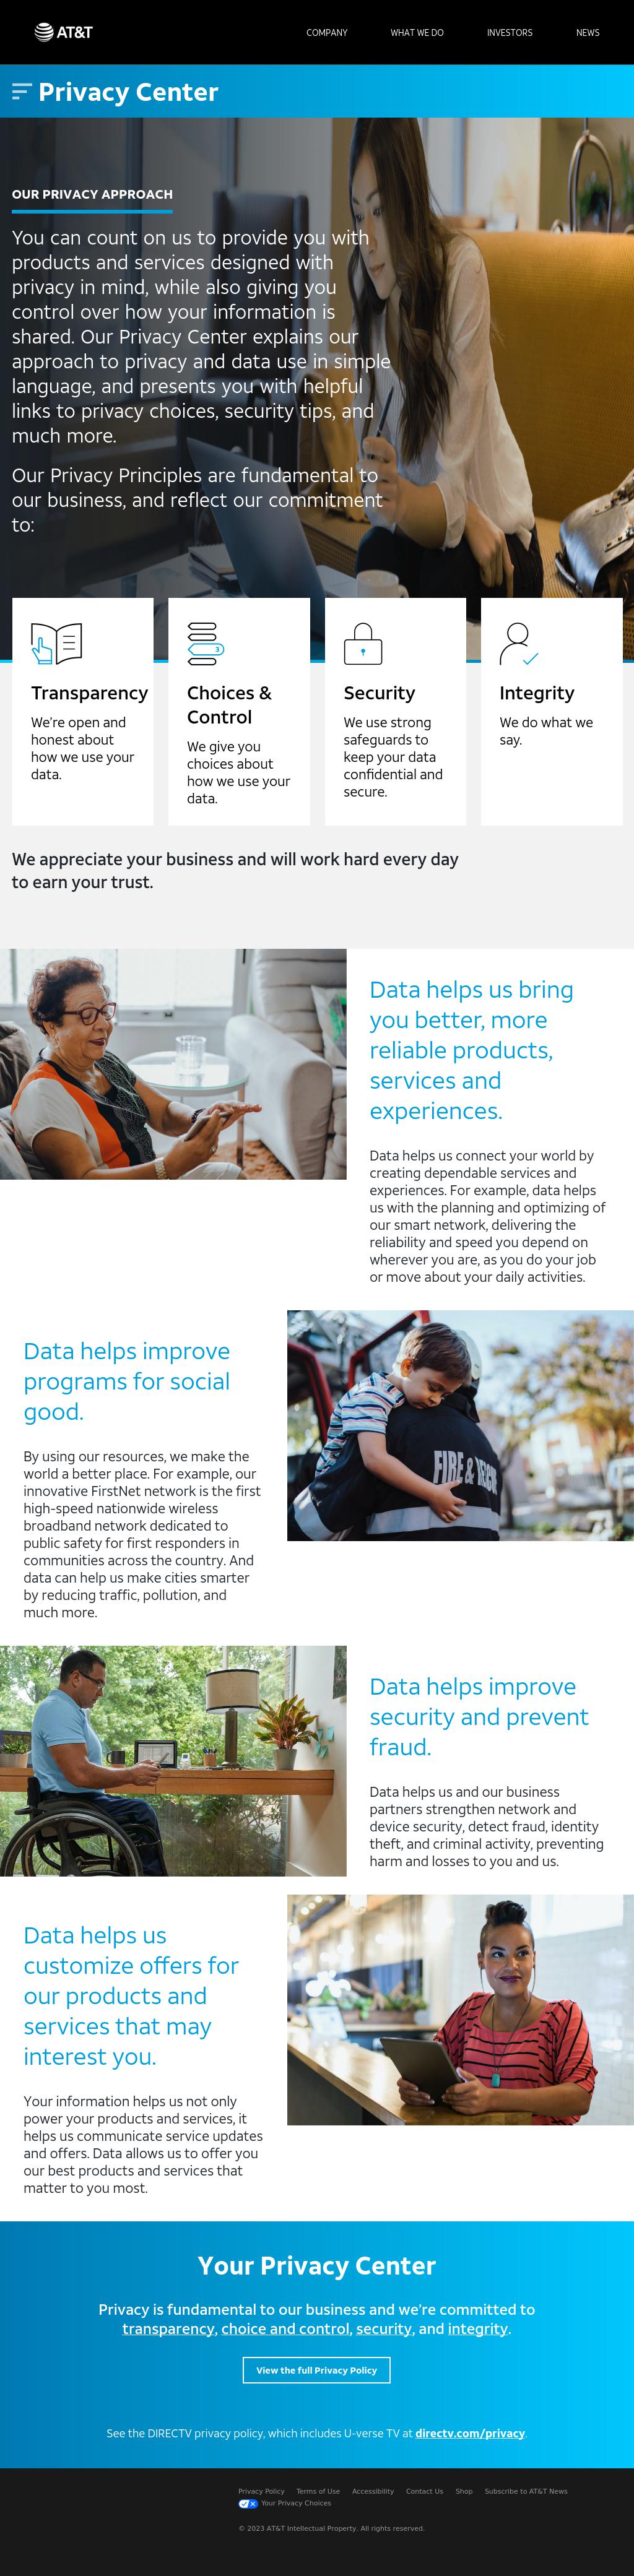 AT&T
COMPANY
WHAT WE DO
INVESTORS
NEWS
Privacy Center
OUR PRIVACY APPROACH
You can count on us to provide you with
products and services designed with
privacy in mind, while also giving you
control over how your information is
shared. Our Privacy Center explains our
approach to privacy and data use in simple
language, and presents you with helpful
links to privacy choices, security tips, and
much more.
Our Privacy Principles are fundamental to
our business, and reflect our commitment
to:
Transparency
We're open and
honest about
how we use your
data.
3
Choices &
Control
We give you
choices about
how we use your
data.
Security
We use strong
safeguards to
keep your data
confidential and
secure.
Integrity
We do what we
say.
We appreciate your business and will work hard every day
to earn your trust.
Data helps us bring
you better, more
reliable products,
services and
experiences.
Data helps us connect your world by
creating dependable services and
experiences. For example, data helps
us with the planning and optimizing of
our smart network, delivering the
reliability and speed you depend on
wherever you are, as you do your job
or move about your daily activities.
Data helps improve
programs for social
good.
By using our resources, we make the
world a better place. For example, our
innovative FirstNet network is the first
high-speed nationwide wireless
broadband network dedicated to
public safety for first responders in
communities across the country. And
data can help us make cities smarter
by reducing traffic, pollution, and
much more.
FIRE &
Data helps improve
security and prevent
fraud.
Data helps us and our business
partners strengthen network and
device security, detect fraud, identity
theft, and criminal activity, preventing
harm and losses to you and us.
Data helps us
customize offers for
our products and
services that may
interest you.
Your information helps us not only
power your products and services, it
helps us communicate service updates
and offers. Data allows us to offer you
our best products and services that
matter to you most.
Your Privacy Center
Privacy is fundamental to our business and we're committed to
transparency, choice and control, security, and integrity.
View the full Privacy Policy
See the DIRECTV privacy policy, which includes U-verse TV at directv.com/privacy.
Privacy Policy
Terms of Use
Accessibility
Contact Us
Shop
Subscribe to AT&T News
Your Privacy Choices
© 2023 AT&T Intellectual Property. All rights reserved.